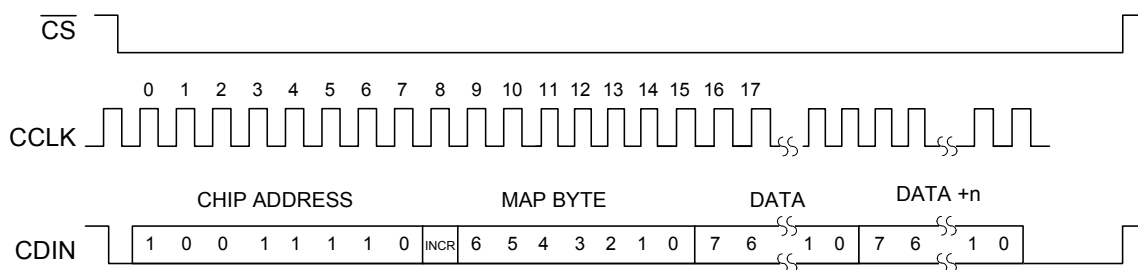 CS
0 1 2 3 4 5 6 7 8 9 10 11 12 13 14 15 16 17
CCLK
CHIP ADDRESS MAP BYTE DATA DATA +n
CDIN 1 0 0 1 1 1 1 0 INCR 6 5 4 3 2 1 0 7 6 1 0 7 6 1 0